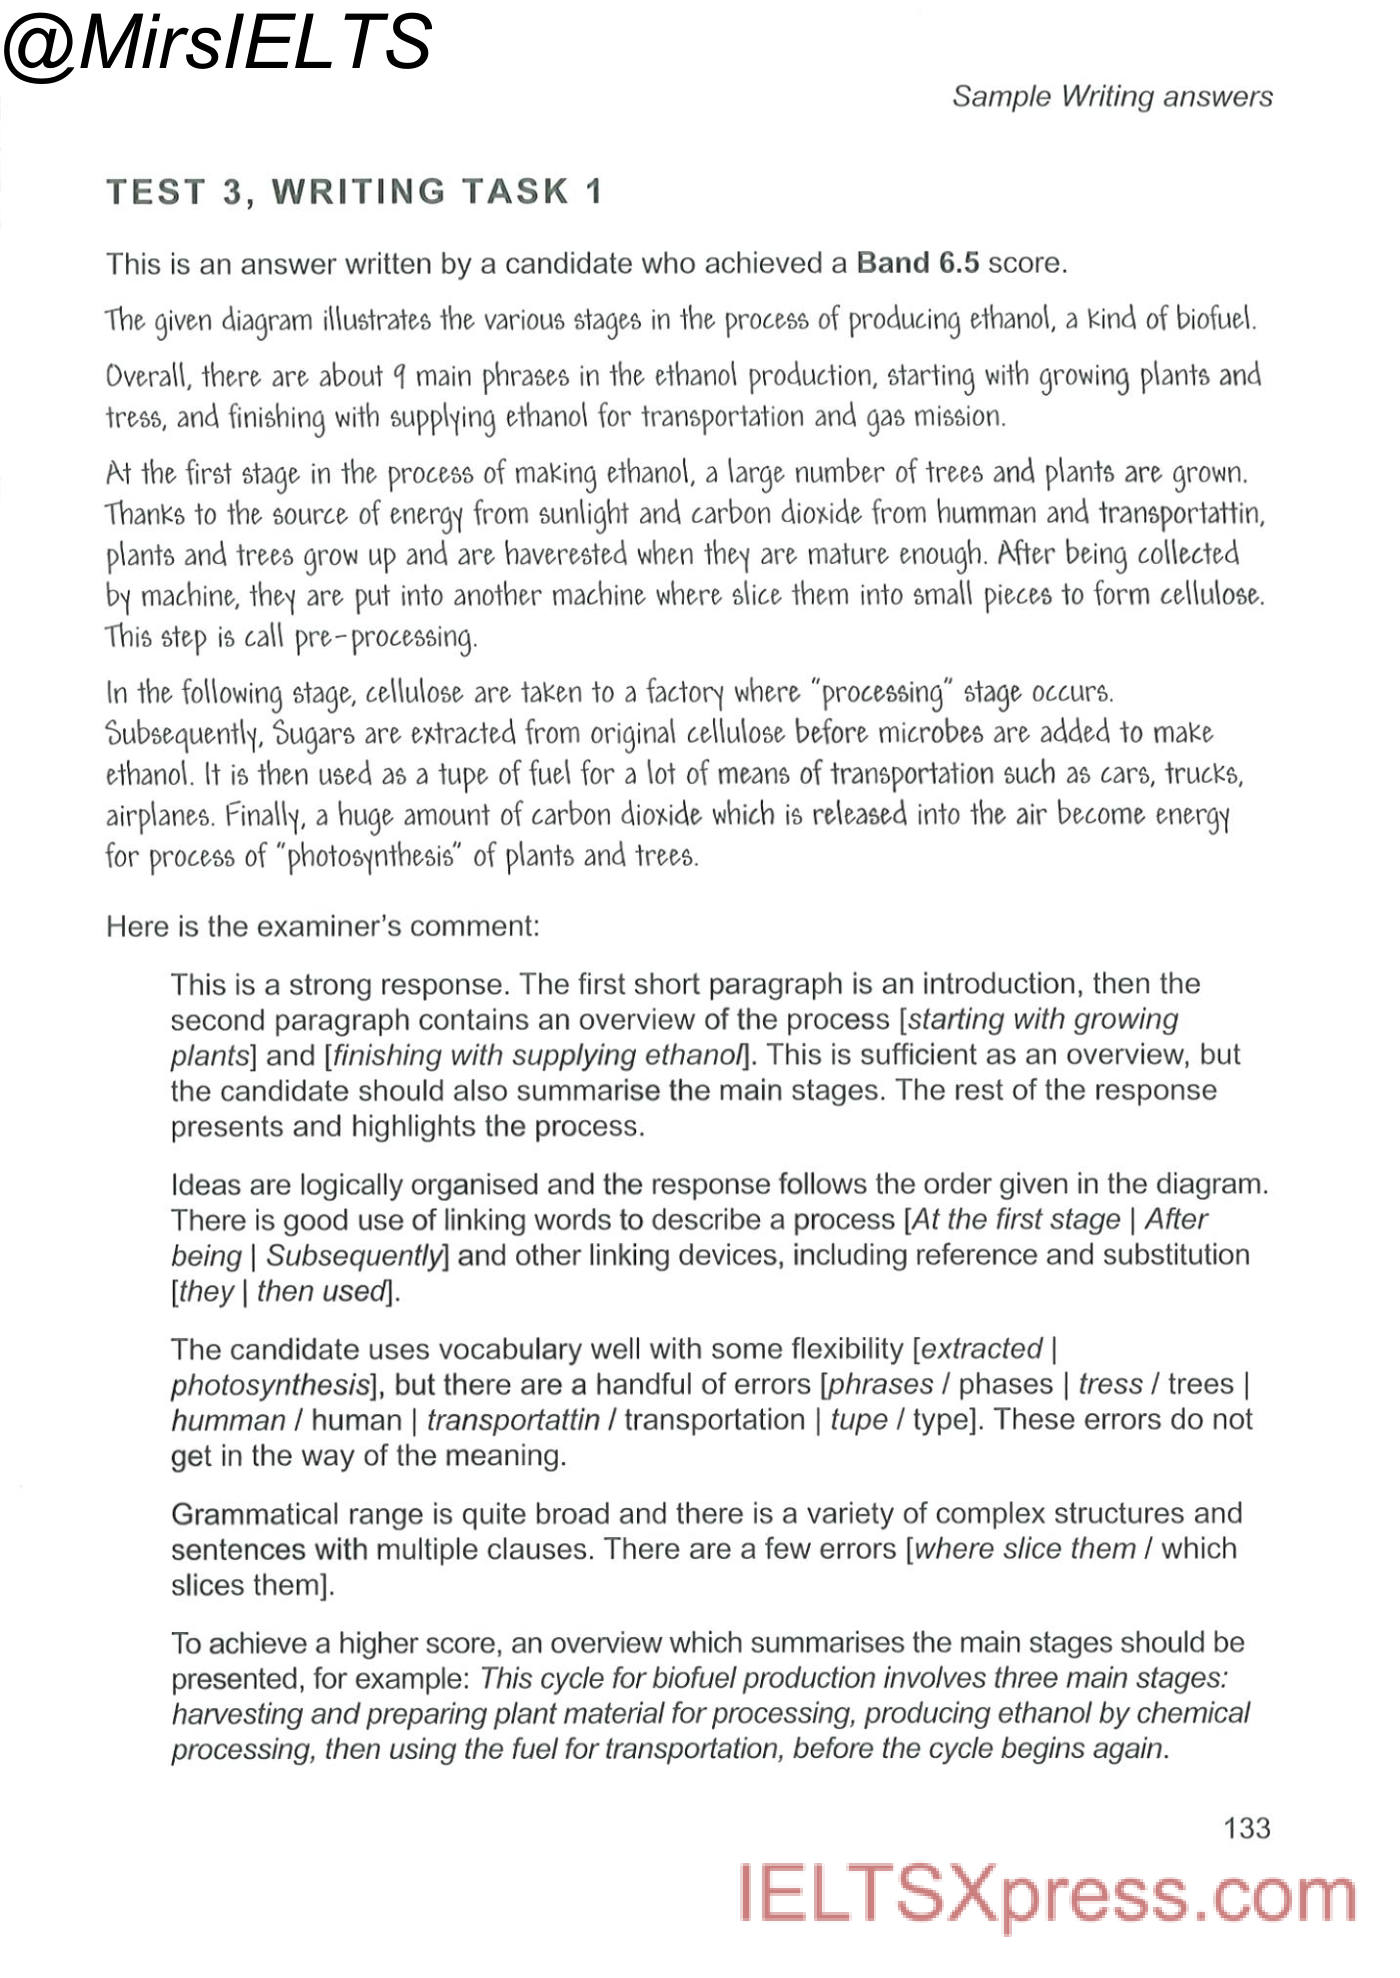 @MirsIELTS
Sample Writing answers
TEST 3, WRITING TASK 1
This is an answer written by a candidate who achieved a Band 6.5 score.
The given diagram illustrates the various stages in the process of producing ethanol, a kind of biofuel.
Overall, there are about 9 main phrases in the ethanol production, starting with growing plants and
tress, and finishing with supplying ethanol for transportation and gas mission.
At the first stage in the process of making ethanol, a large number of trees and plants are grown.
Thanks to the source of energy from sunlight and carbon dioxide from humman and transportattin,
plants and trees grow up and are haverested when they are mature enough. After being collected
by machine, they are put into another machine where slice them into small pieces to form cellulose.
This step is call pre-processing.
In the following stage, cellulose are taken to a factory where "processing" stage occurs.
Subsequently, Sugars are extracted from original cellulose before microbes are added to make
ethanol. It is then used as a tupe of fuel for a lot of means of transportation such as cars, trucks,
airplanes. Finally, a huge amount of carbon dioxide which is released into the air become energy
for process of "photosynthesis" of plants and trees.
Here is the examiner's comment:
This is a strong response. The first short paragraph is an introduction, then the
second paragraph contains an overview of the process [starting with growing
plants] and [finishing with supplying ethanol]. This is sufficient as an overview, but
the candidate should also summarise the main stages. The rest of the response
presents and highlights the process.
Ideas are logically organised and the response follows the order given in the diagram.
There is good use of linking words to describe a process [At the first stage | After
being | Subsequently] and other linking devices, including reference and substitution
[they | then used].
The candidate uses vocabulary well with some flexibility [extracted |
photosynthesis], but there are a handful of errors [phrases / phases | tress / trees |
humman / human | transportattin / transportation | tupe / type]. These errors do not
get in the way of the meaning.
Grammatical range is quite broad and there is a variety of complex structures and
sentences with multiple clauses. There are a few errors [where slice them / which
slices them].
To achieve a higher score, an overview which summarises the main stages should be
presented, for example: This cycle for biofuel production involves three main stages:
harvesting and preparing plant material for processing, producing ethanol by chemical
processing, then using the fuel for transportation, before the cycle begins again.
133
IELTSXpress.com